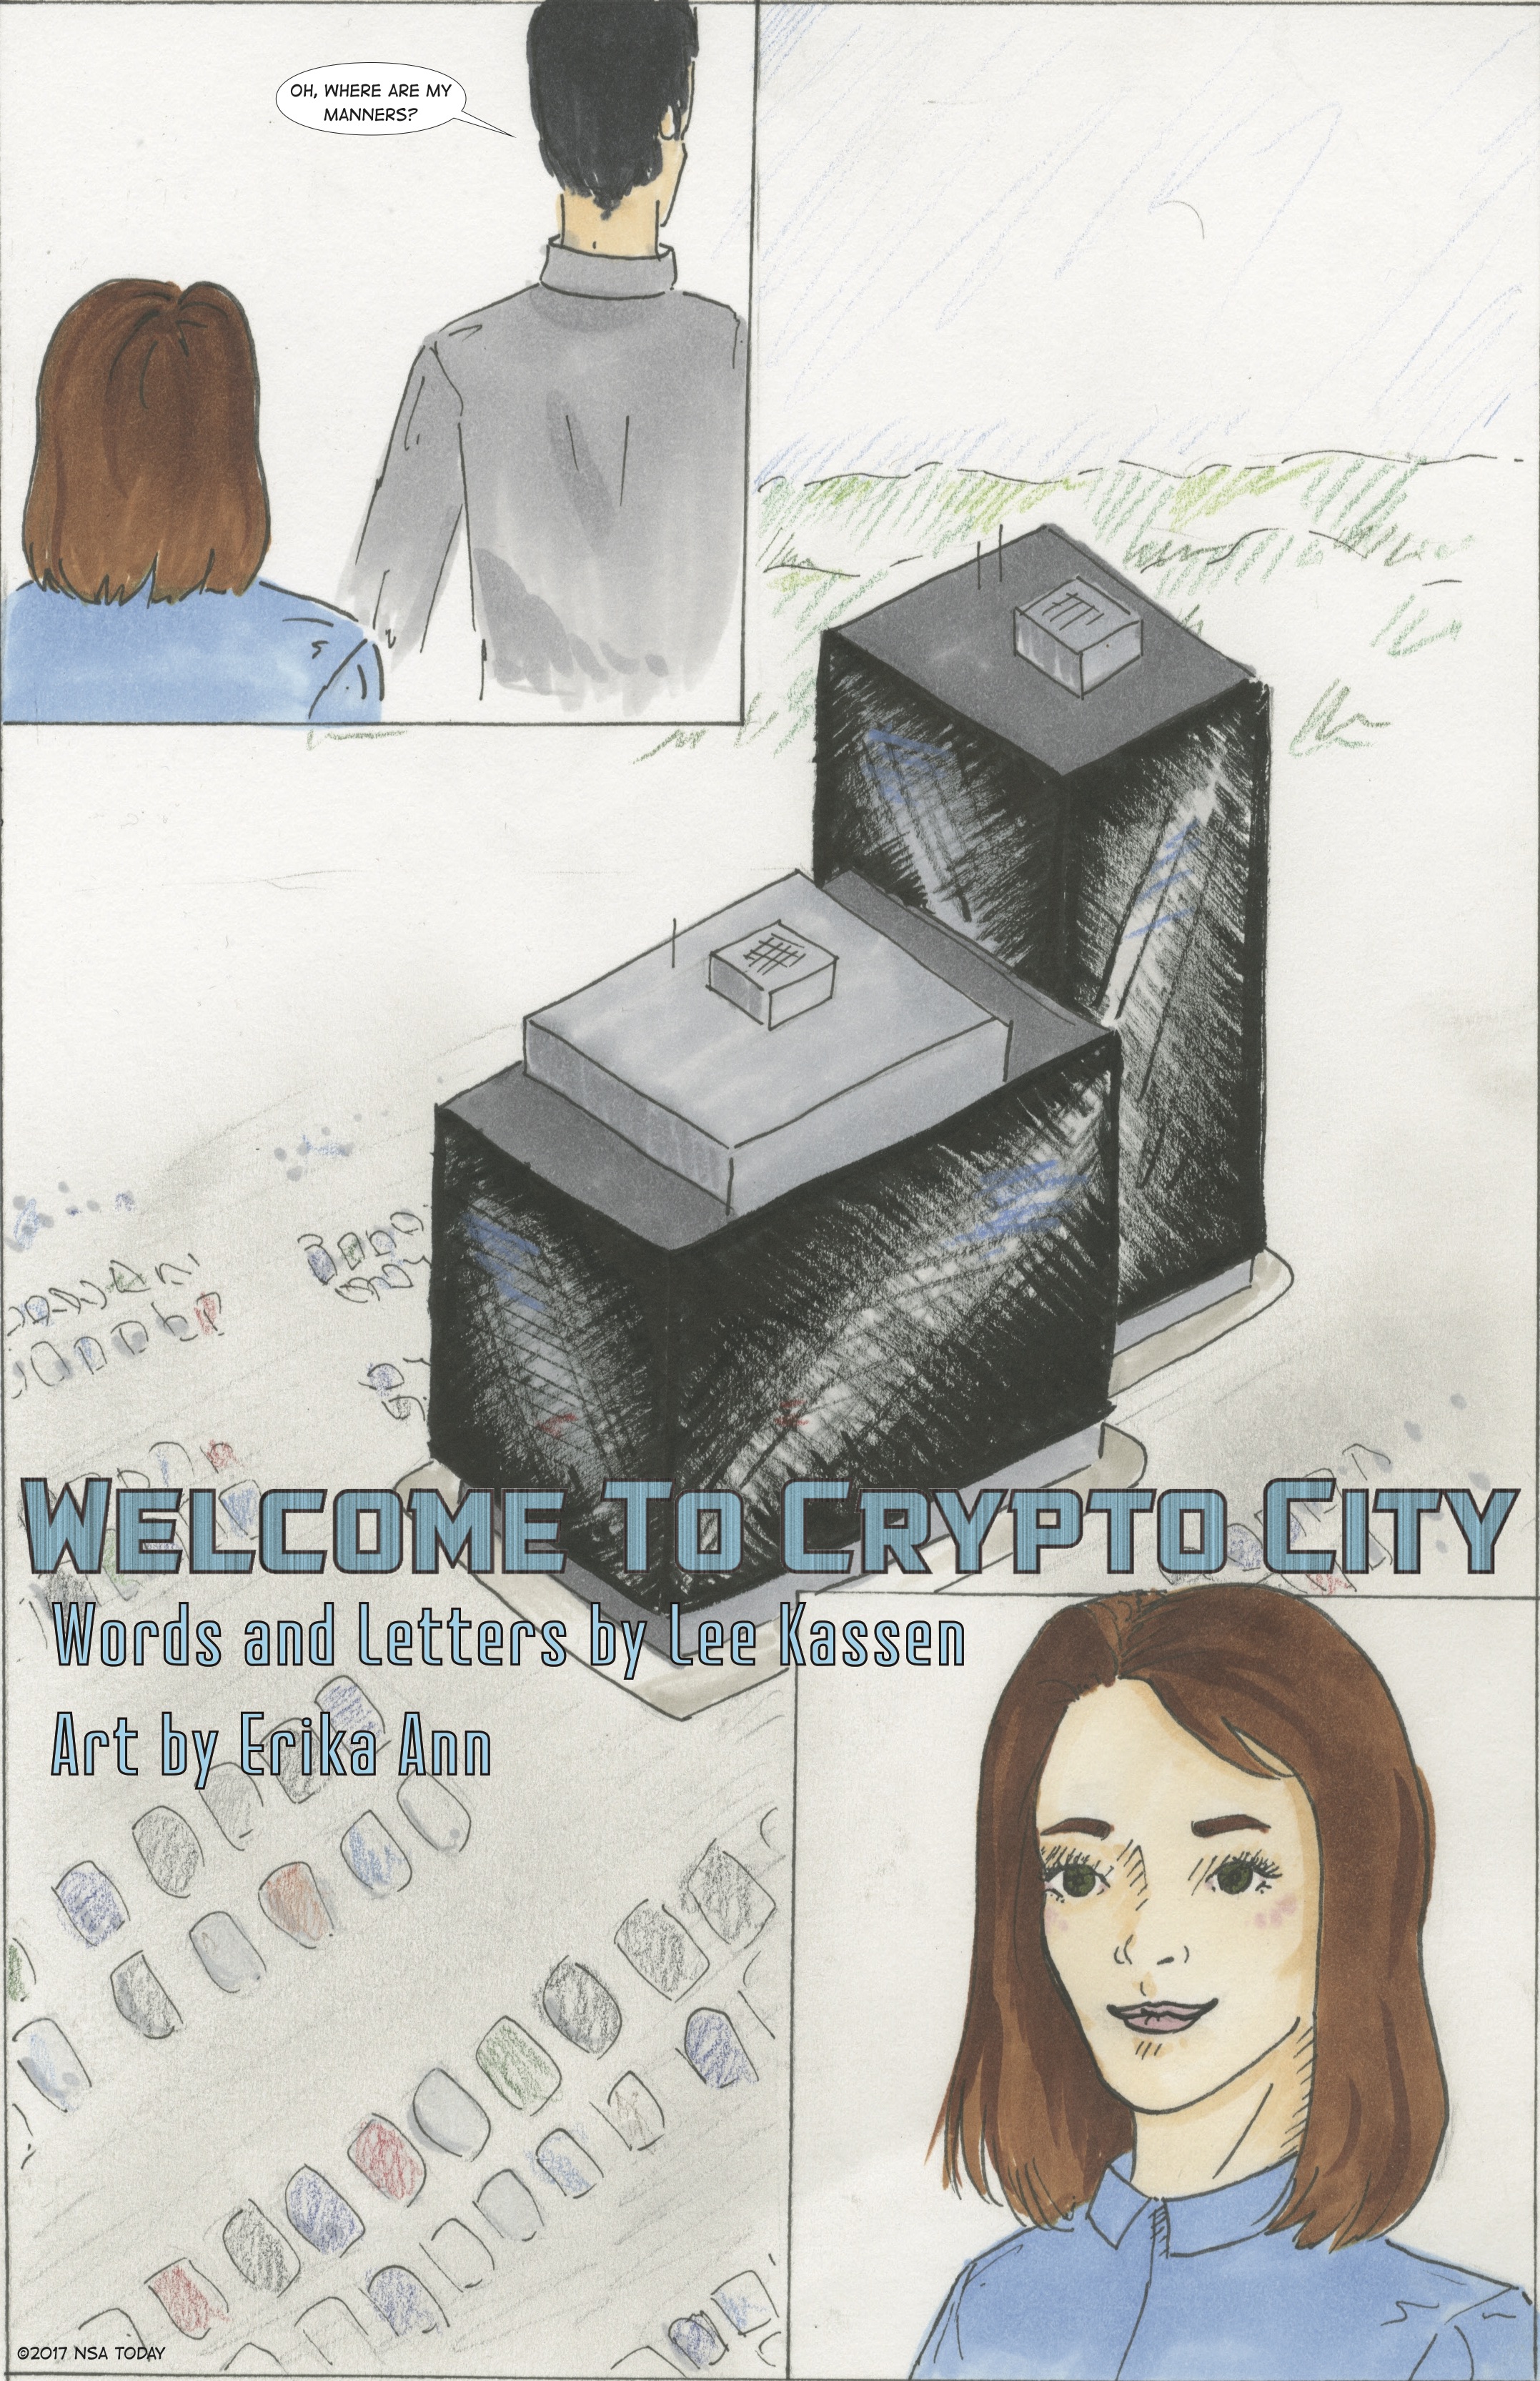 OH, WHERE ARE MY
MANNERS?
WELCOME TO CRYPTO CITY
Words and Letters by Lee Kassen
Art by Erika Ann
©2017 NSA TODAY